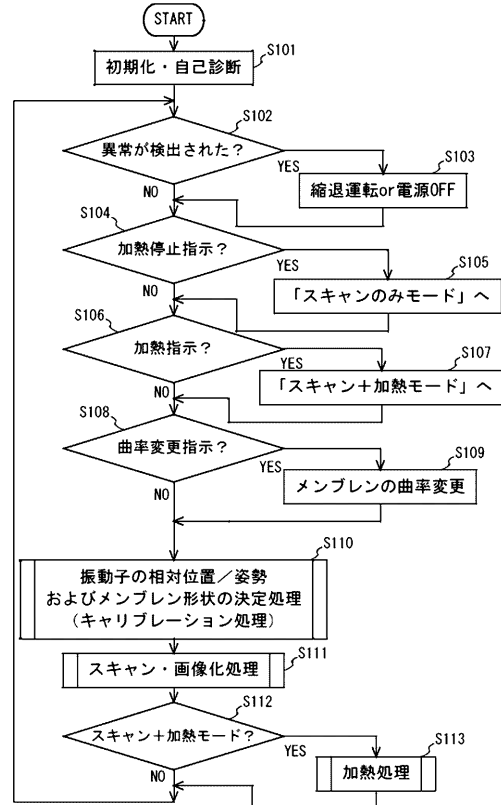 START
初期化・自己診断
S101
異常が検出された？
S102
YES
NO
縮退運転or電源OFF
S103
加熱停止指示？
S104
YES
NO
「スキャンのみモード」へ
S105
加熱指示？
S106
YES
NO
「スキャン＋加熱モード」へ
S107
曲率変更指示？
S108
YES
NO
メンブレンの曲率変更
S109
振動子の相対位置／姿勢
およびメンブレン形状の決定処理
（キャリブレーション処理）
S110
スキャン・画像化処理
S111
スキャン＋加熱モード？
S112
YES
NO
加熱処理
S113